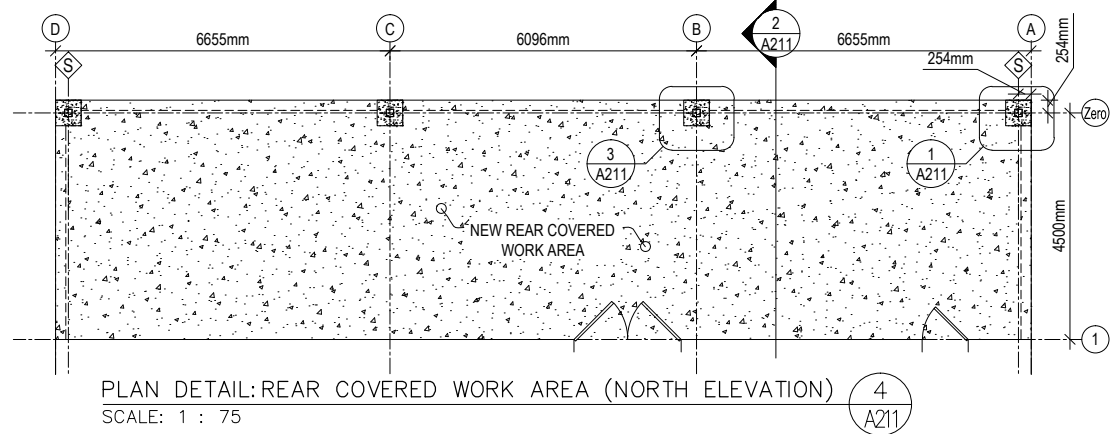 D
C
B
A
2
A211
6655mm
6096mm
6655mm
254mm
254mm
S
S
Zero
3
A211
1
A211
NEW REAR COVERED
WORK AREA
4500mm
1
PLAN DETAIL: REAR COVERED WORK AREA (NORTH ELEVATION)
SCALE: 1 : 75
4
A211